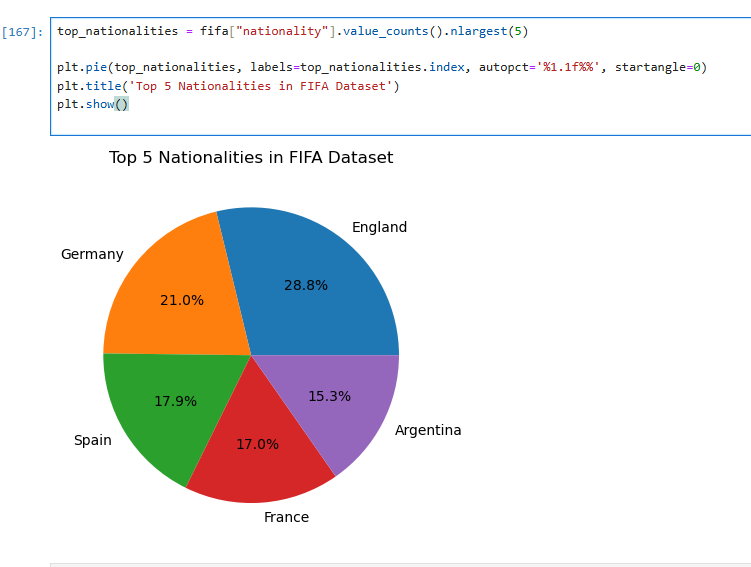 [167]: top_nationalities = fifa["nationality"].value_counts().nlargest(5)
plt.pie(top_nationalities, labels=top_nationalities.index, autopct='%1.1f%%', startangle=0)
plt.title('Top 5 Nationalities in FIFA Dataset')
plt.show()
Top 5 Nationalities in FIFA Dataset
England
Germany
28.8%
21.0%
15.3%
17.9%
Argentina
Spain
17.0%
France